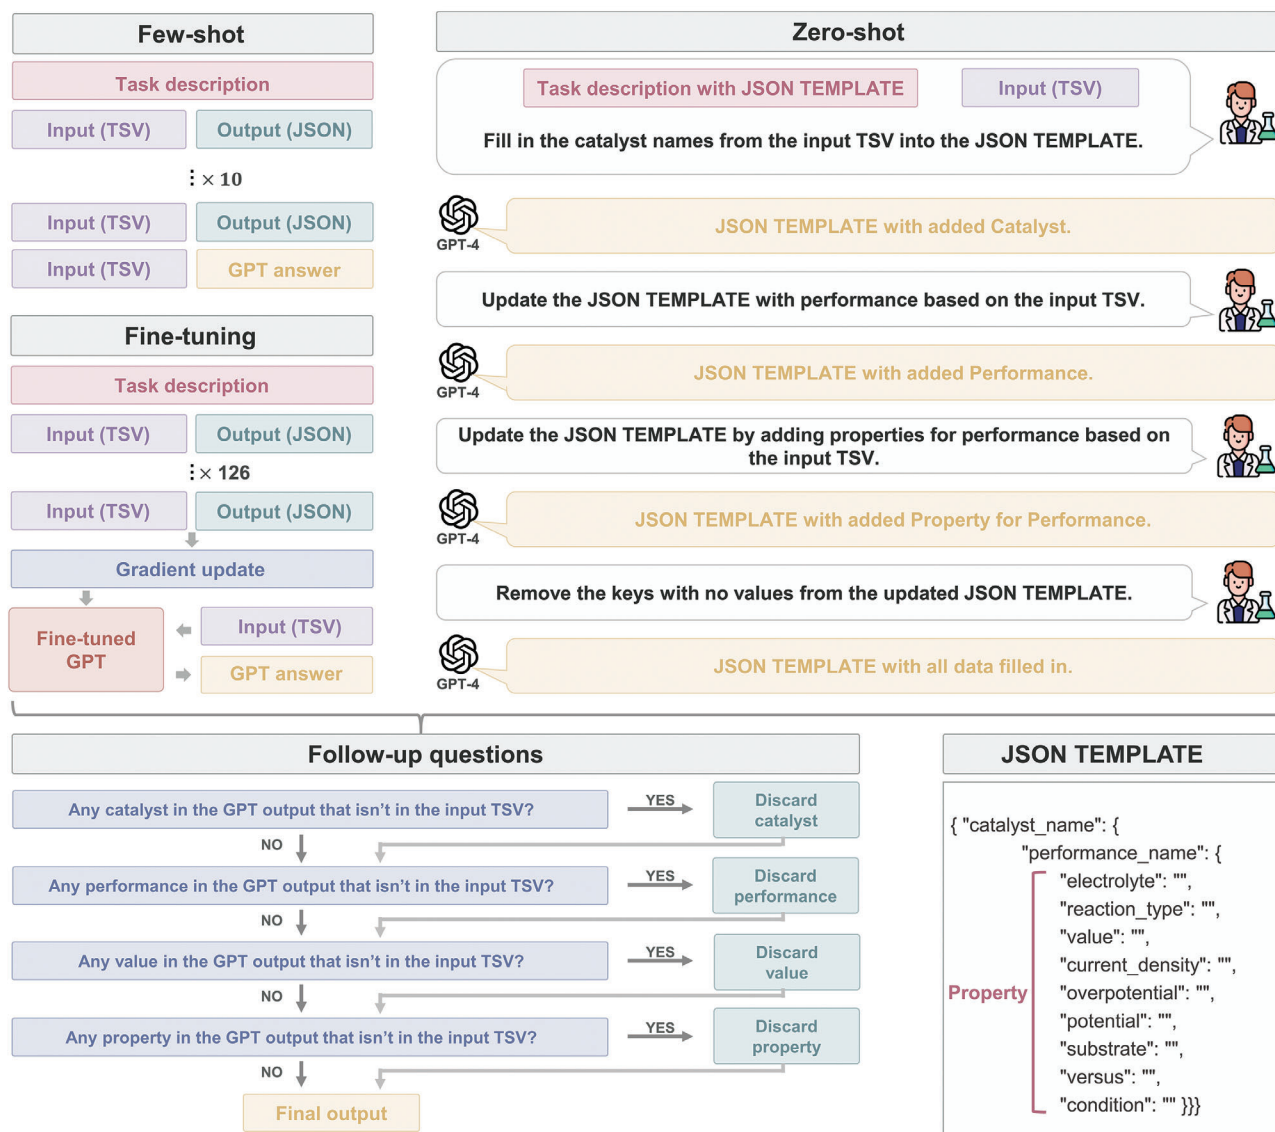 Few-shot
Task description
Input (TSV)
Output (JSON)
⋮ × 10
Input (TSV)
Output (JSON)
Input (TSV)
GPT answer
Fine-tuning
Task description
Input (TSV)
Output (JSON)
⋮ × 126
Input (TSV)
Output (JSON)
Gradient update
Fine-tuned
GPT
Input (TSV)
GPT answer
Zero-shot
Task description with JSON TEMPLATE
Input (TSV)
Fill in the catalyst names from the input TSV into the JSON TEMPLATE.
GPT-4
JSON TEMPLATE with added Catalyst.
Update the JSON TEMPLATE with performance based on the input TSV.
GPT-4
JSON TEMPLATE with added Performance.
Update the JSON TEMPLATE by adding properties for performance based on
the input TSV.
GPT-4
JSON TEMPLATE with added Property for Performance.
Remove the keys with no values from the updated JSON TEMPLATE.
GPT-4
JSON TEMPLATE with all data filled in.
Follow-up questions
Any catalyst in the GPT output that isn't in the input TSV?
YES
Discard
catalyst
NO
Any performance in the GPT output that isn't in the input TSV?
YES
Discard
performance
NO
Any value in the GPT output that isn't in the input TSV?
YES
Discard
value
NO
Any property in the GPT output that isn't in the input TSV?
YES
Discard
property
NO
Final output
JSON TEMPLATE
{ "catalyst_name": {
"performance_name": {
"electrolyte": "",
"reaction_type": "",
"value": "",
"current_density": "",
Property
"overpotential": "",
"potential": "",
"substrate": "",
"versus": "",
"condition": "" }}}